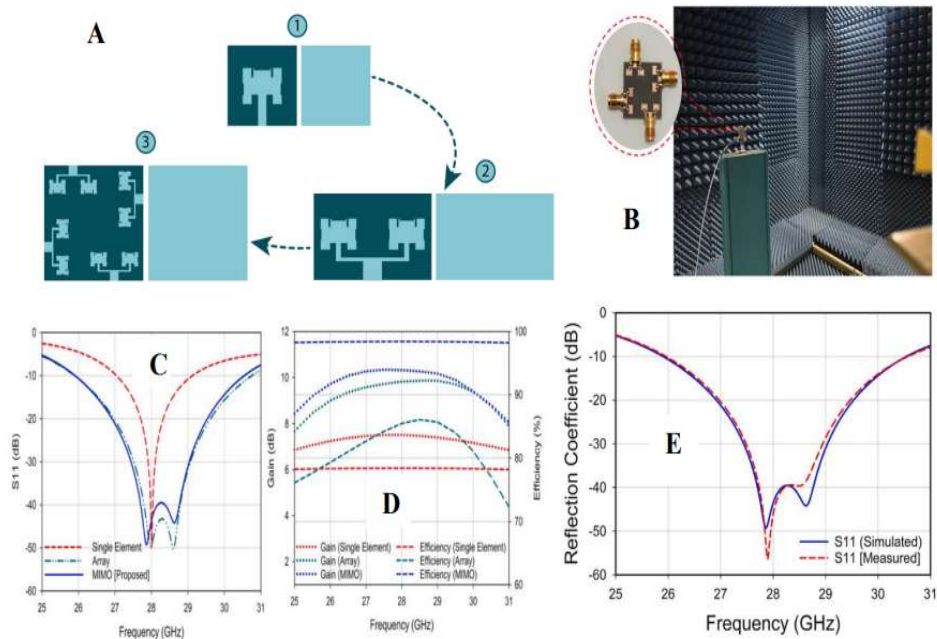 A
1
2
3
B
C
S11 (dB)
0
-10
-20
-30
-40
-50
-60
Single Element
Array
MIMO [Proposed]
25 26 27 28 29 30 31
Frequency (GHz)
D
Gain (dB)
12
10
8
6
4
2
Efficiency (%)
100
90
80
70
60
Gain (Single Element)
Gain (Array)
Gain (MIMO)
Efficiency (Single Element)
Efficiency (Array)
Efficiency (MIMO)
25 26 27 28 29 30 31
Frequency (GHz)
E
Reflection Coefficient (dB)
0
-10
-20
-30
-40
-50
-60
S11 (Simulated)
S11 [Measured]
25 26 27 28 29 30 31
Frequency (GHz)